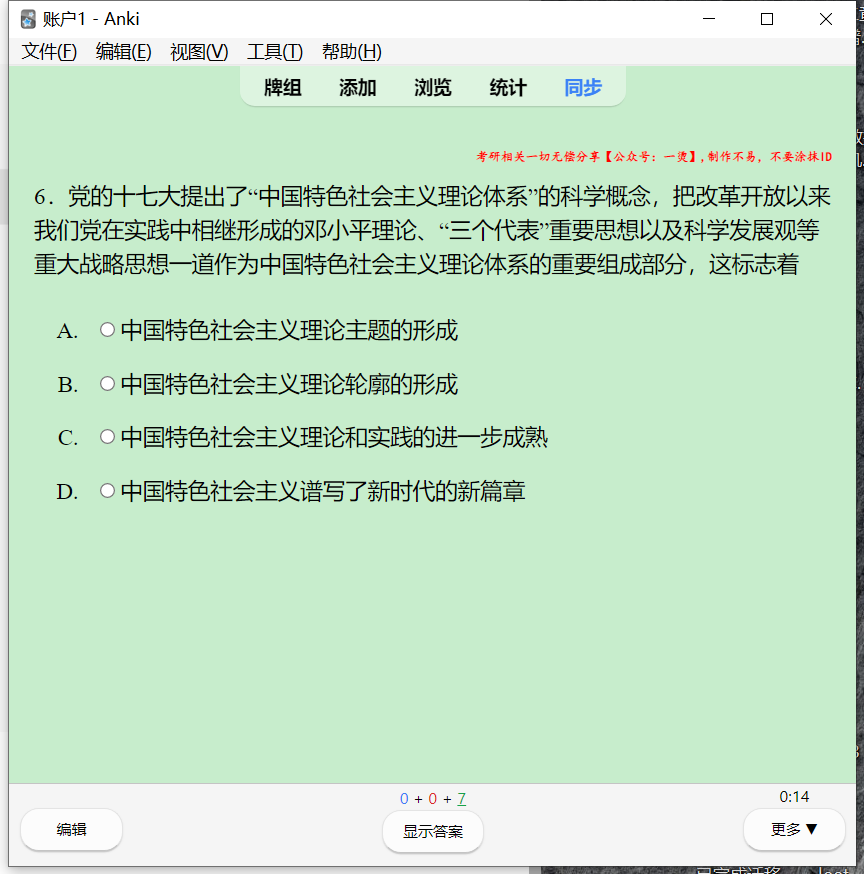 账户1 - Anki
文件(F) 编辑(E) 视图(V) 工具(T) 帮助(H)
牌组 添加 浏览 统计 同步
考研相关一切无偿分享【公众号：一烫】,制作不易，不要涂抹ID
6．党的十七大提出了“中国特色社会主义理论体系”的科学概念，把改革开放以来
我们党在实践中相继形成的邓小平理论、“三个代表”重要思想以及科学发展观等
重大战略思想一道作为中国特色社会主义理论体系的重要组成部分，这标志着
A. 中国特色社会主义理论主题的形成
B. 中国特色社会主义理论轮廓的形成
C. 中国特色社会主义理论和实践的进一步成熟
D. 中国特色社会主义谱写了新时代的新篇章
0 + 0 + 7
0:14
编辑
显示答案
更多▼